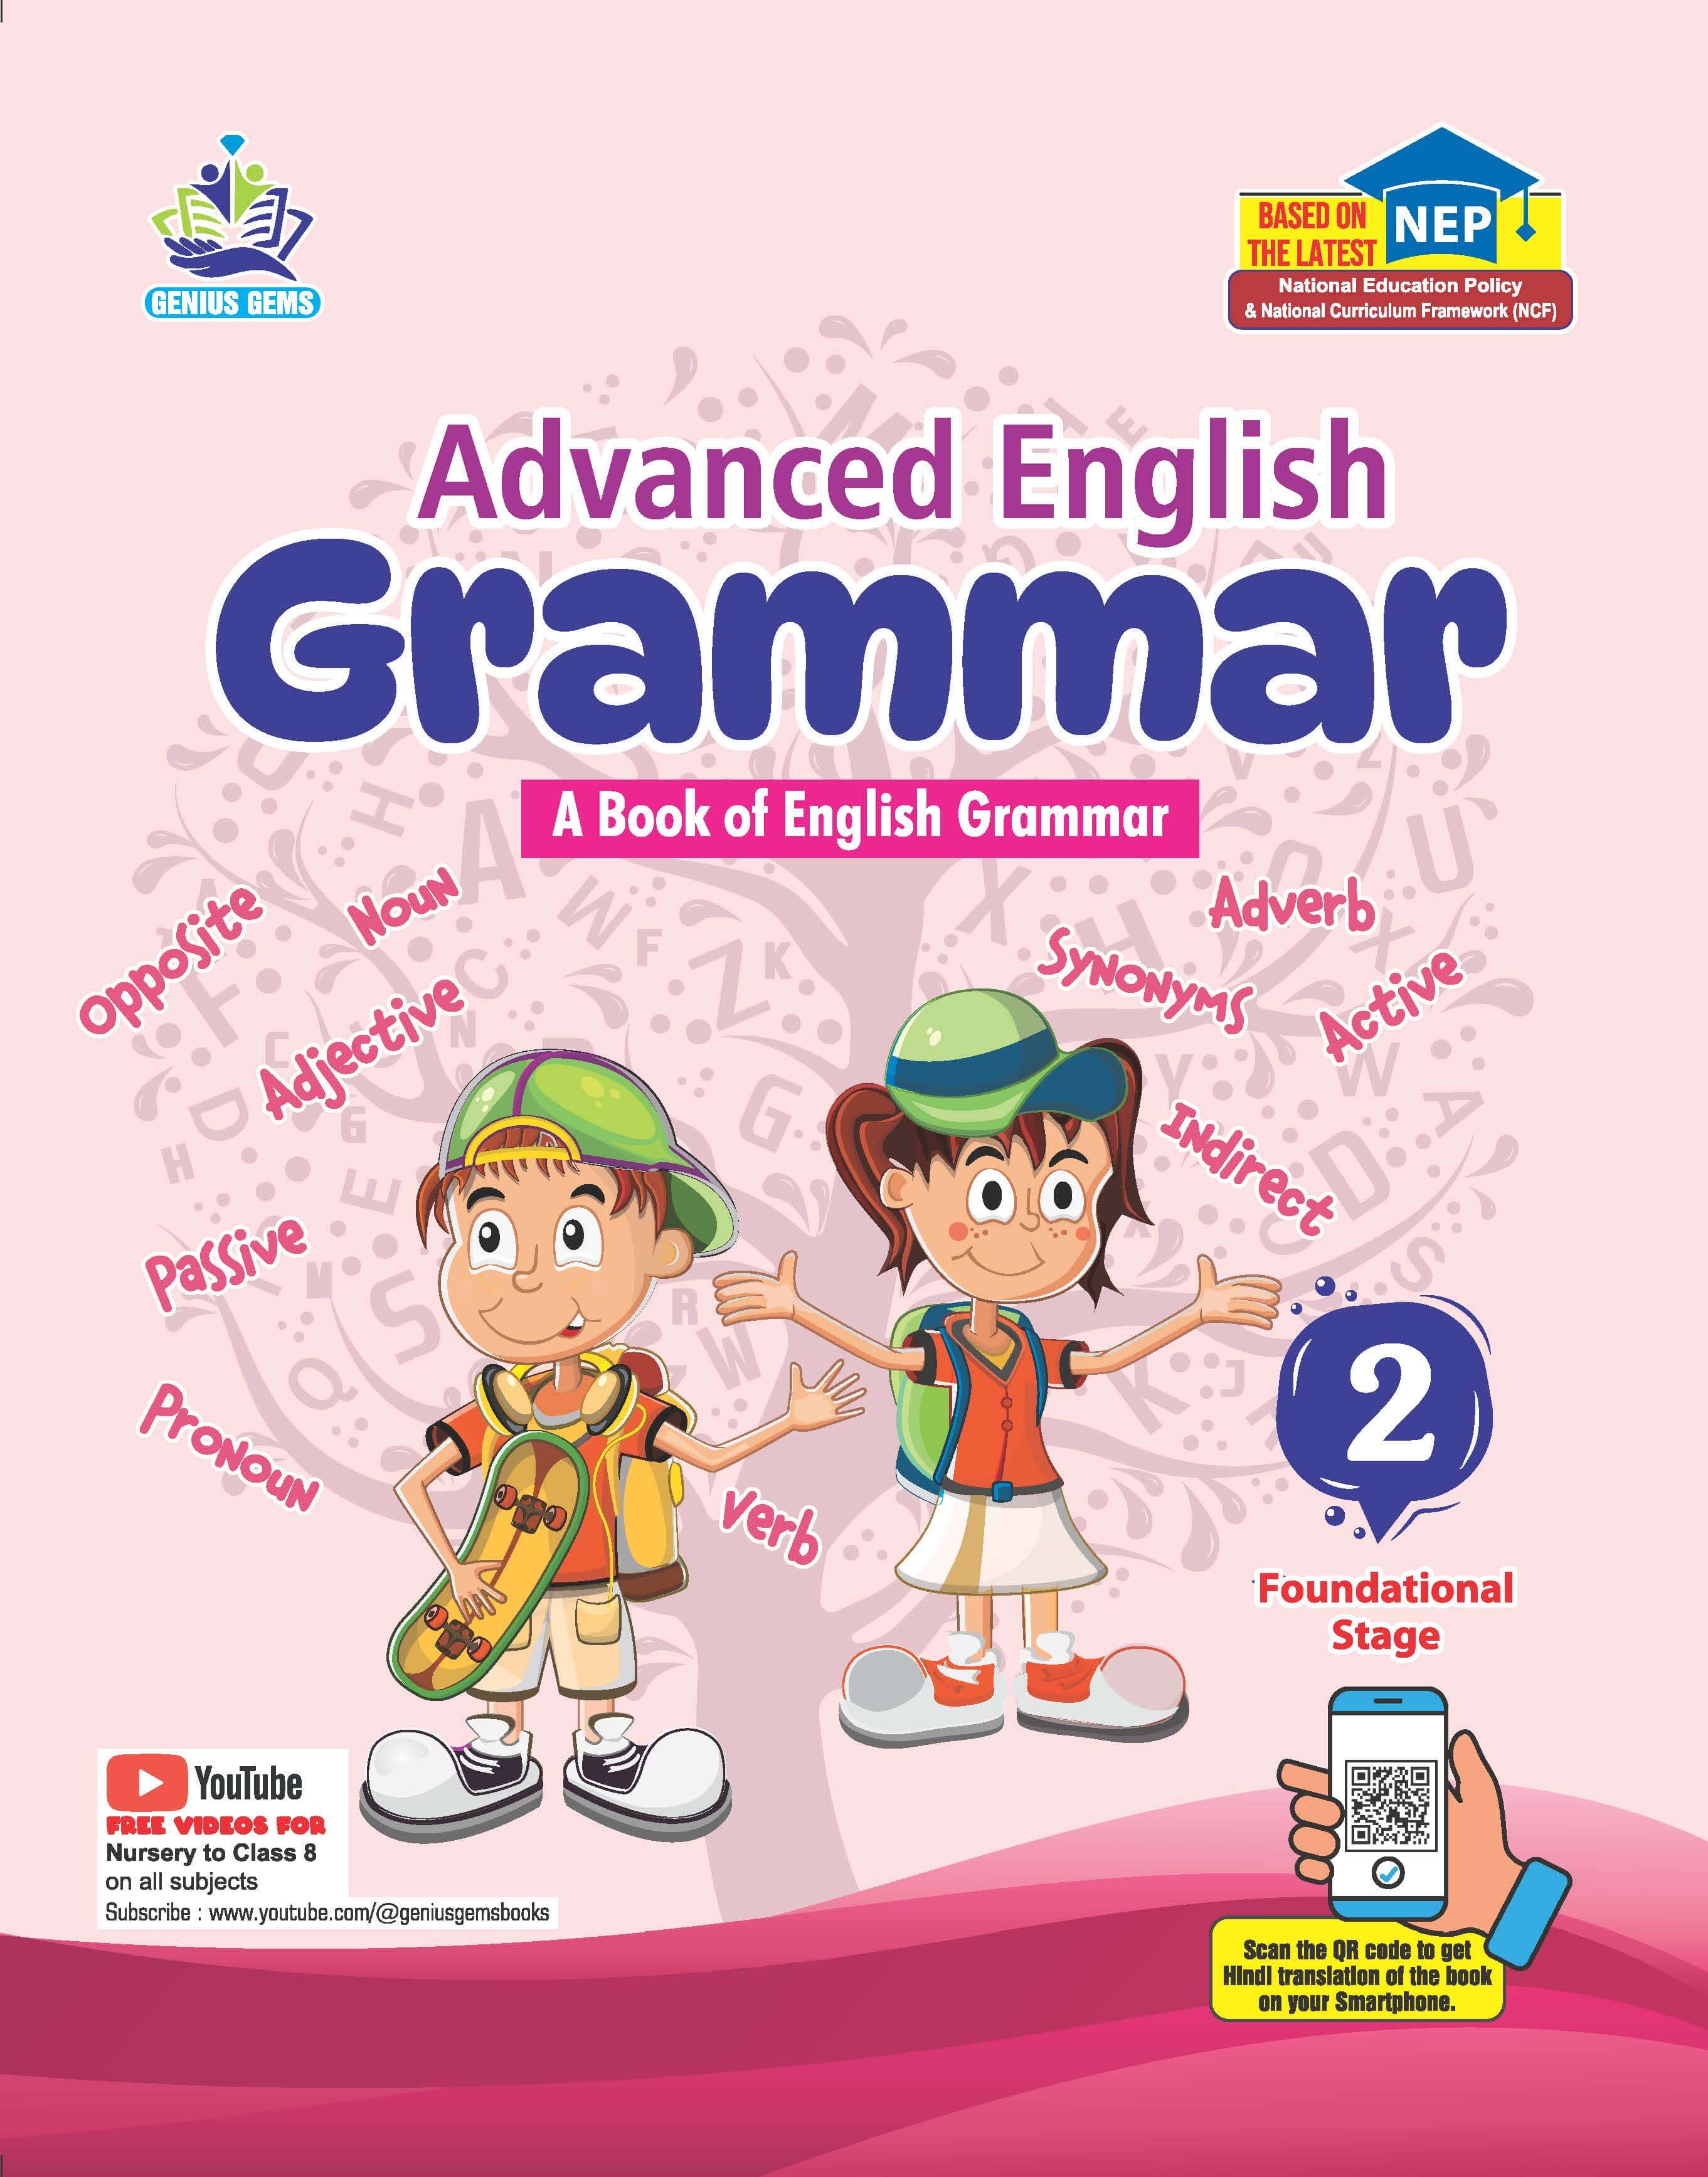 GENIUS GEMS
BASED ON
THE LATEST
NEP
National Education Policy
& National Curriculum Framework (NCF)
Advanced English
Grammar
A Book of English Grammar
Opposite
Noun
Adjective
Adverb
Synonyms
Active
Indirect
Passive
Pronoun
Verb
2
Foundational
Stage
YouTube
FREE VIDEOS FOR
Nursery to Class 8
on all subjects
Subscribe : www.youtube.com/@geniusgemsbooks
Scan the QR code to get
Hindi translation of the book
on your Smartphone.